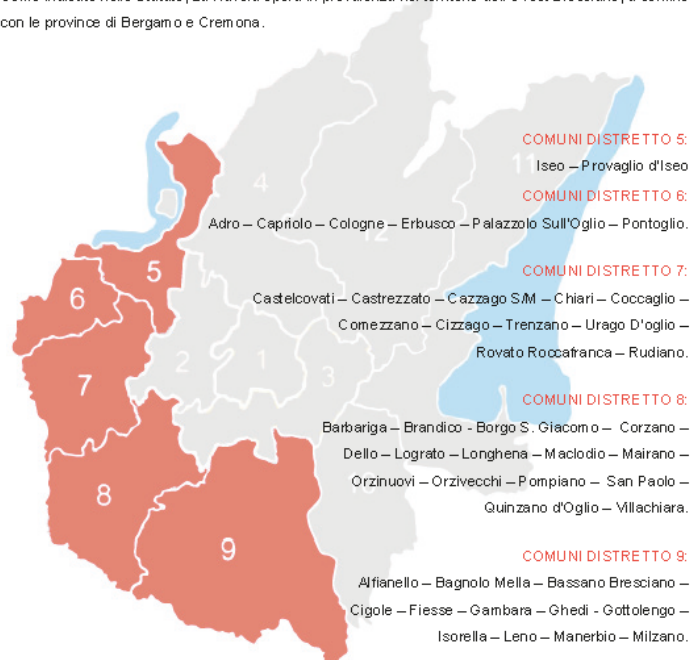 con le province di Bergamo e Cremona.
COMUNI DISTRETTO 5:
Iseo – Provaglio d'Iseo
COMUNI DISTRETTO 6:
Adro – Capriolo – Cologne – Erbusco – Palazzolo Sull'Oglio – Pontoglio.
COMUNI DISTRETTO 7:
Castelcovati – Castrezzato – Cazzago S/M – Chiari – Coccaglio –
Comezzano – Cizzago – Trenzano – Urago D'oglio –
Rovato Roccafranca – Rudiano.
COMUNI DISTRETTO 8:
Barbariga – Brandico - Borgo S. Giacomo – Corzano –
Dello – Lograto – Longhena – Maclodio – Mairano –
Orzinuovi – Orzivecchi – Pompiano – San Paolo –
Quinzano d'Oglio – Villachiara.
COMUNI DISTRETTO 9:
Alfianello – Bagnolo Mella – Bassano Bresciano –
Cigole – Fiesse – Gambara – Ghedi - Gottolengo –
Isorella – Leno – Manerbio – Milzano.
4
11
12
5
6
2
1
3
7
8
9